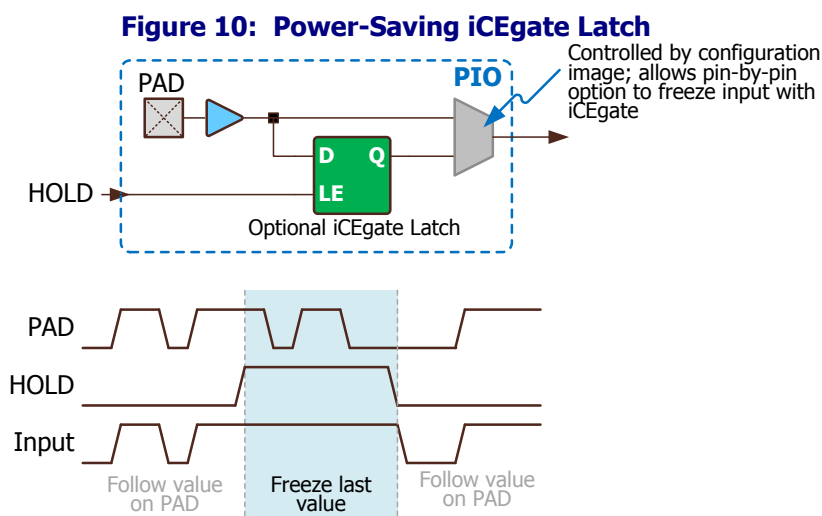 Figure 10: Power-Saving iCEgate Latch
Controlled by configuration
image; allows pin-by-pin
option to freeze input with
iCEgate
PIO
PAD
D Q
LE
HOLD
Optional iCEgate Latch
PAD
HOLD
Input
Follow value
on PAD
Freeze last
value
Follow value
on PAD